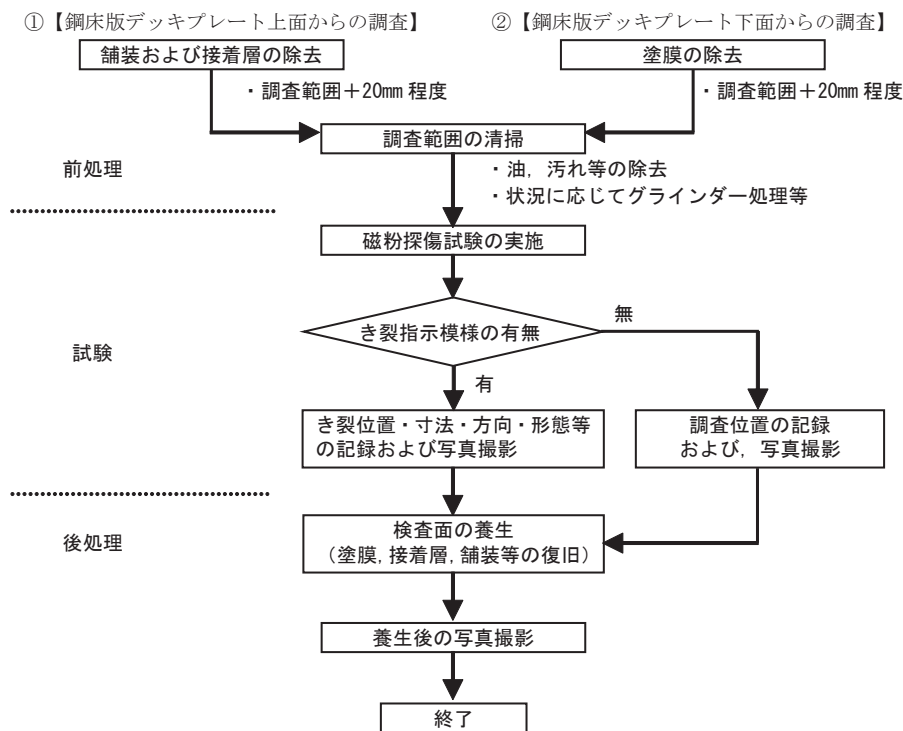 ①【鋼床版デッキプレート上面からの調査】
②【鋼床版デッキプレート下面からの調査】
舗装および接着層の除去
塗膜の除去
・調査範囲+20mm 程度
・調査範囲+20mm 程度
調査範囲の清掃
前処理
・油，汚れ等の除去
・状況に応じてグラインダー処理等
磁粉探傷試験の実施
無
き裂指示模様の有無
試験
有
き裂位置・寸法・方向・形態等
の記録および写真撮影
調査位置の記録
および，写真撮影
後処理
検査面の養生
（塗膜，接着層，舗装等の復旧）
養生後の写真撮影
終了